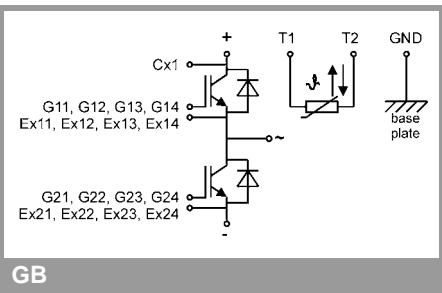 +
T1 T2 GND
Cx1
ϑ
G11, G12, G13, G14
Ex11, Ex12, Ex13, Ex14
base
plate
~
G21, G22, G23, G24
Ex21, Ex22, Ex23, Ex24
-
GB